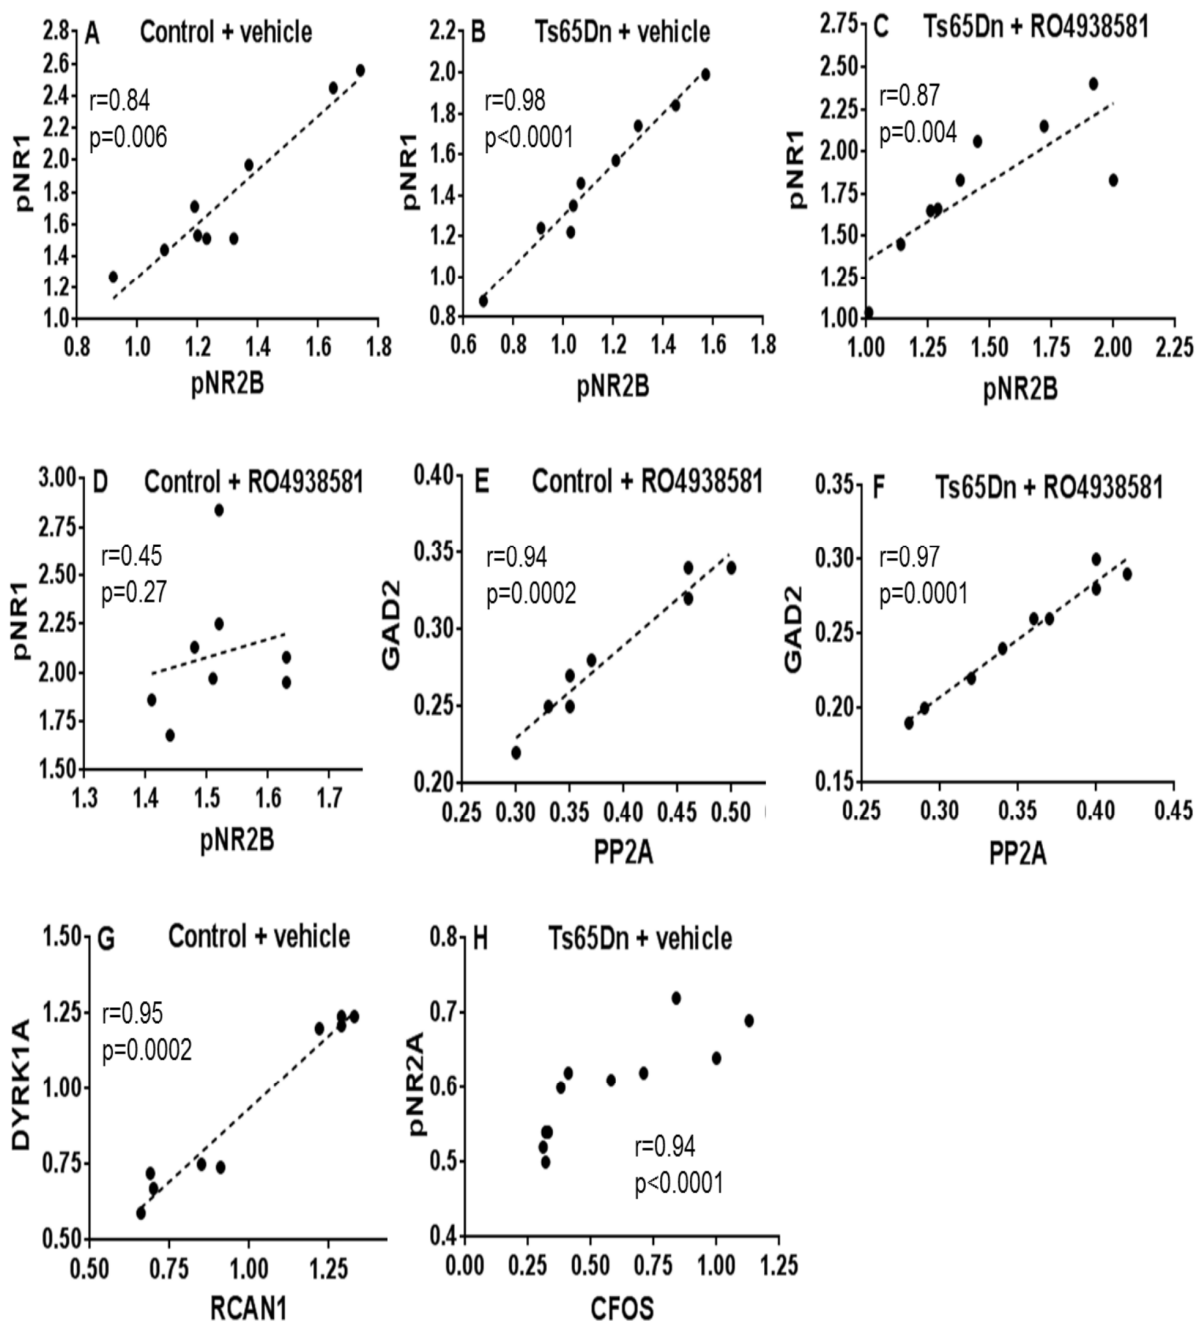 A Control + vehicle
r=0.84
p=0.006
pNR1
2.8
2.6
2.4
2.2
2.0
1.8
1.6
1.4
1.2
1.0
0.8 1.0 1.2 1.4 1.6 1.8
pNR2B
B Ts65Dn + vehicle
r=0.98
p<0.0001
pNR1
2.2
2.0
1.8
1.6
1.4
1.2
1.0
0.8
0.6 0.8 1.0 1.2 1.4 1.6 1.8
pNR2B
C Ts65Dn + RO4938581
r=0.87
p=0.004
pNR1
2.75
2.50
2.25
2.00
1.75
1.50
1.25
1.00
1.00 1.25 1.50 1.75 2.00 2.25
pNR2B
D Control + RO4938581
r=0.45
p=0.27
pNR1
3.00
2.75
2.50
2.25
2.00
1.75
1.50
1.3 1.4 1.5 1.6 1.7
pNR2B
E Control + RO4938581
r=0.94
p=0.0002
GAD2
0.40
0.35
0.30
0.25
0.20
0.25 0.30 0.35 0.40 0.45 0.50
PP2A
F Ts65Dn + RO4938581
r=0.97
p=0.0001
GAD2
0.35
0.30
0.25
0.20
0.15
0.25 0.30 0.35 0.40 0.45
PP2A
G Control + vehicle
r=0.95
p=0.0002
DYRK1A
1.50
1.25
1.00
0.75
0.50
0.50 0.75 1.00 1.25
RCAN1
H Ts65Dn + vehicle
r=0.94
p<0.0001
pNR2A
0.8
0.7
0.6
0.5
0.4
0.00 0.25 0.50 0.75 1.00 1.25
CFOS